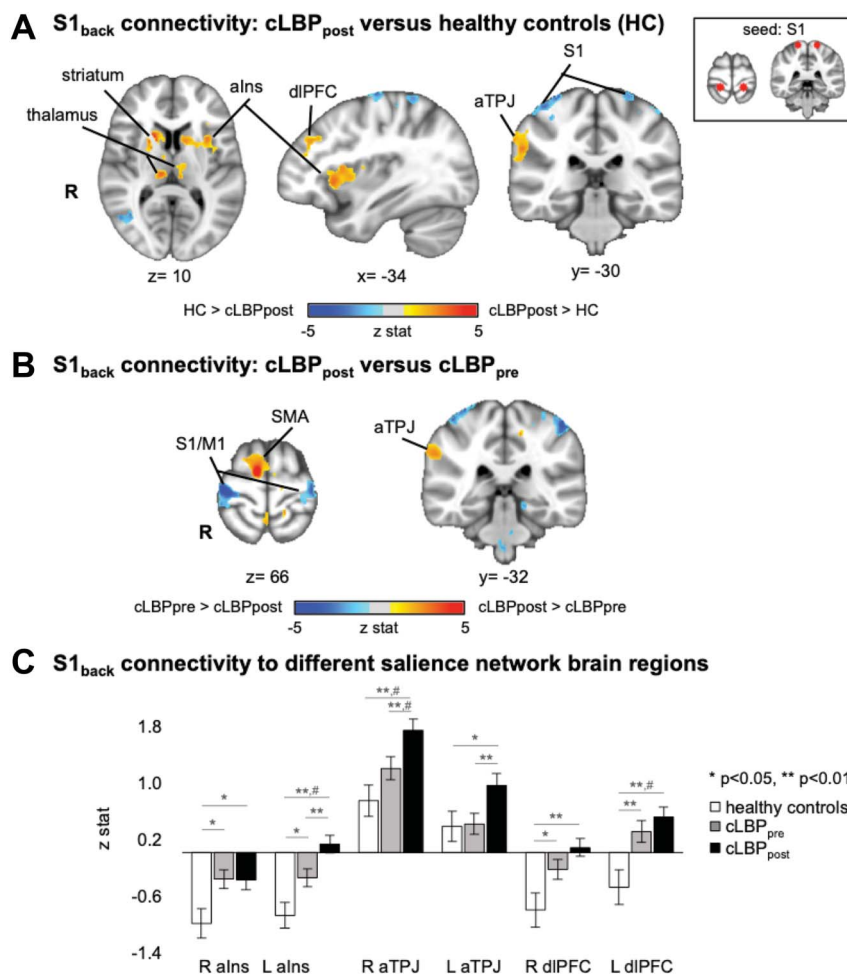 A S1back connectivity: cLBPpost versus healthy controls (HC)
seed: S1
striatum
thalamus
aIns
dlPFC
S1
aTPJ
R
z= 10
x= -34
y= -30
HC > cLBPpost
cLBPpost > HC
-5 z stat 5
B S1back connectivity: cLBPpost versus cLBPpre
SMA
S1/M1
aTPJ
R
z= 66
y= -32
cLBPpre > cLBPpost
cLBPpost > cLBPpre
-5 z stat 5
C S1back connectivity to different salience network brain regions
z stat
1.8
1.0
0.2
-0.6
-1.4
* * *
**,# ** *
**,# **,#
* **
** *
**,# **
R aIns L aIns R aTPJ L aTPJ R dlPFC L dlPFC
* p<0.05, ** p<0.01
healthy controls
cLBPpre
cLBPpost